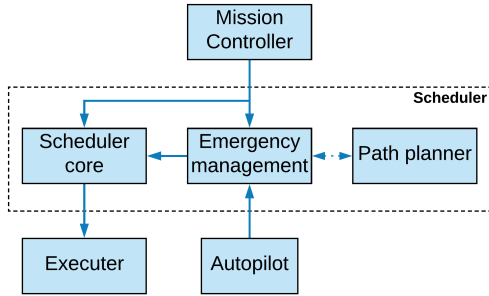 Mission
Controller
Scheduler
Scheduler
core
Emergency
management
Path planner
Executer
Autopilot